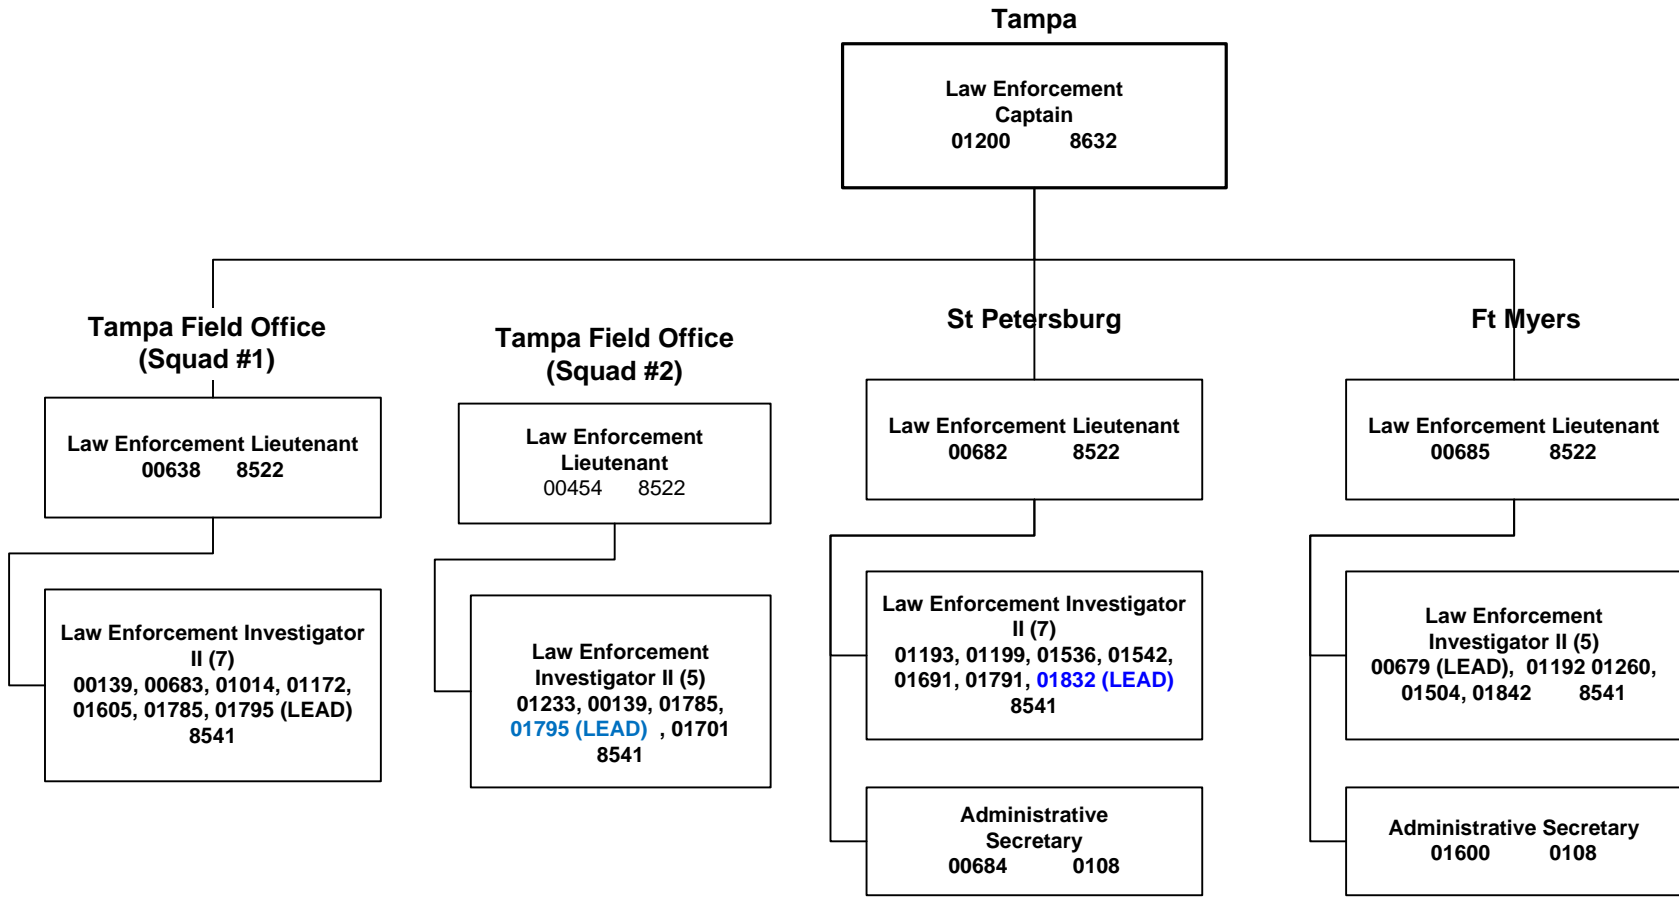 Tampa
Law Enforcement
Captain
01200 8632
Tampa Field Office
(Squad #1)
Law Enforcement Lieutenant
00638 8522
Law Enforcement Investigator
II (7)
00139, 00683, 01014, 01172,
01605, 01785, 01795 (LEAD)
8541
Tampa Field Office
(Squad #2)
Law Enforcement
Lieutenant
00454 8522
Law Enforcement
Investigator II (5)
01233, 00139, 01785,
01795 (LEAD) , 01701
8541
St Petersburg
Law Enforcement Lieutenant
00682 8522
Law Enforcement Investigator
II (7)
01193, 01199, 01536, 01542,
01691, 01791, 01832 (LEAD)
8541
Administrative
Secretary
00684 0108
Ft Myers
Law Enforcement Lieutenant
00685 8522
Law Enforcement
Investigator II (5)
00679 (LEAD), 01192 01260,
01504, 01842 8541
Administrative Secretary
01600 0108